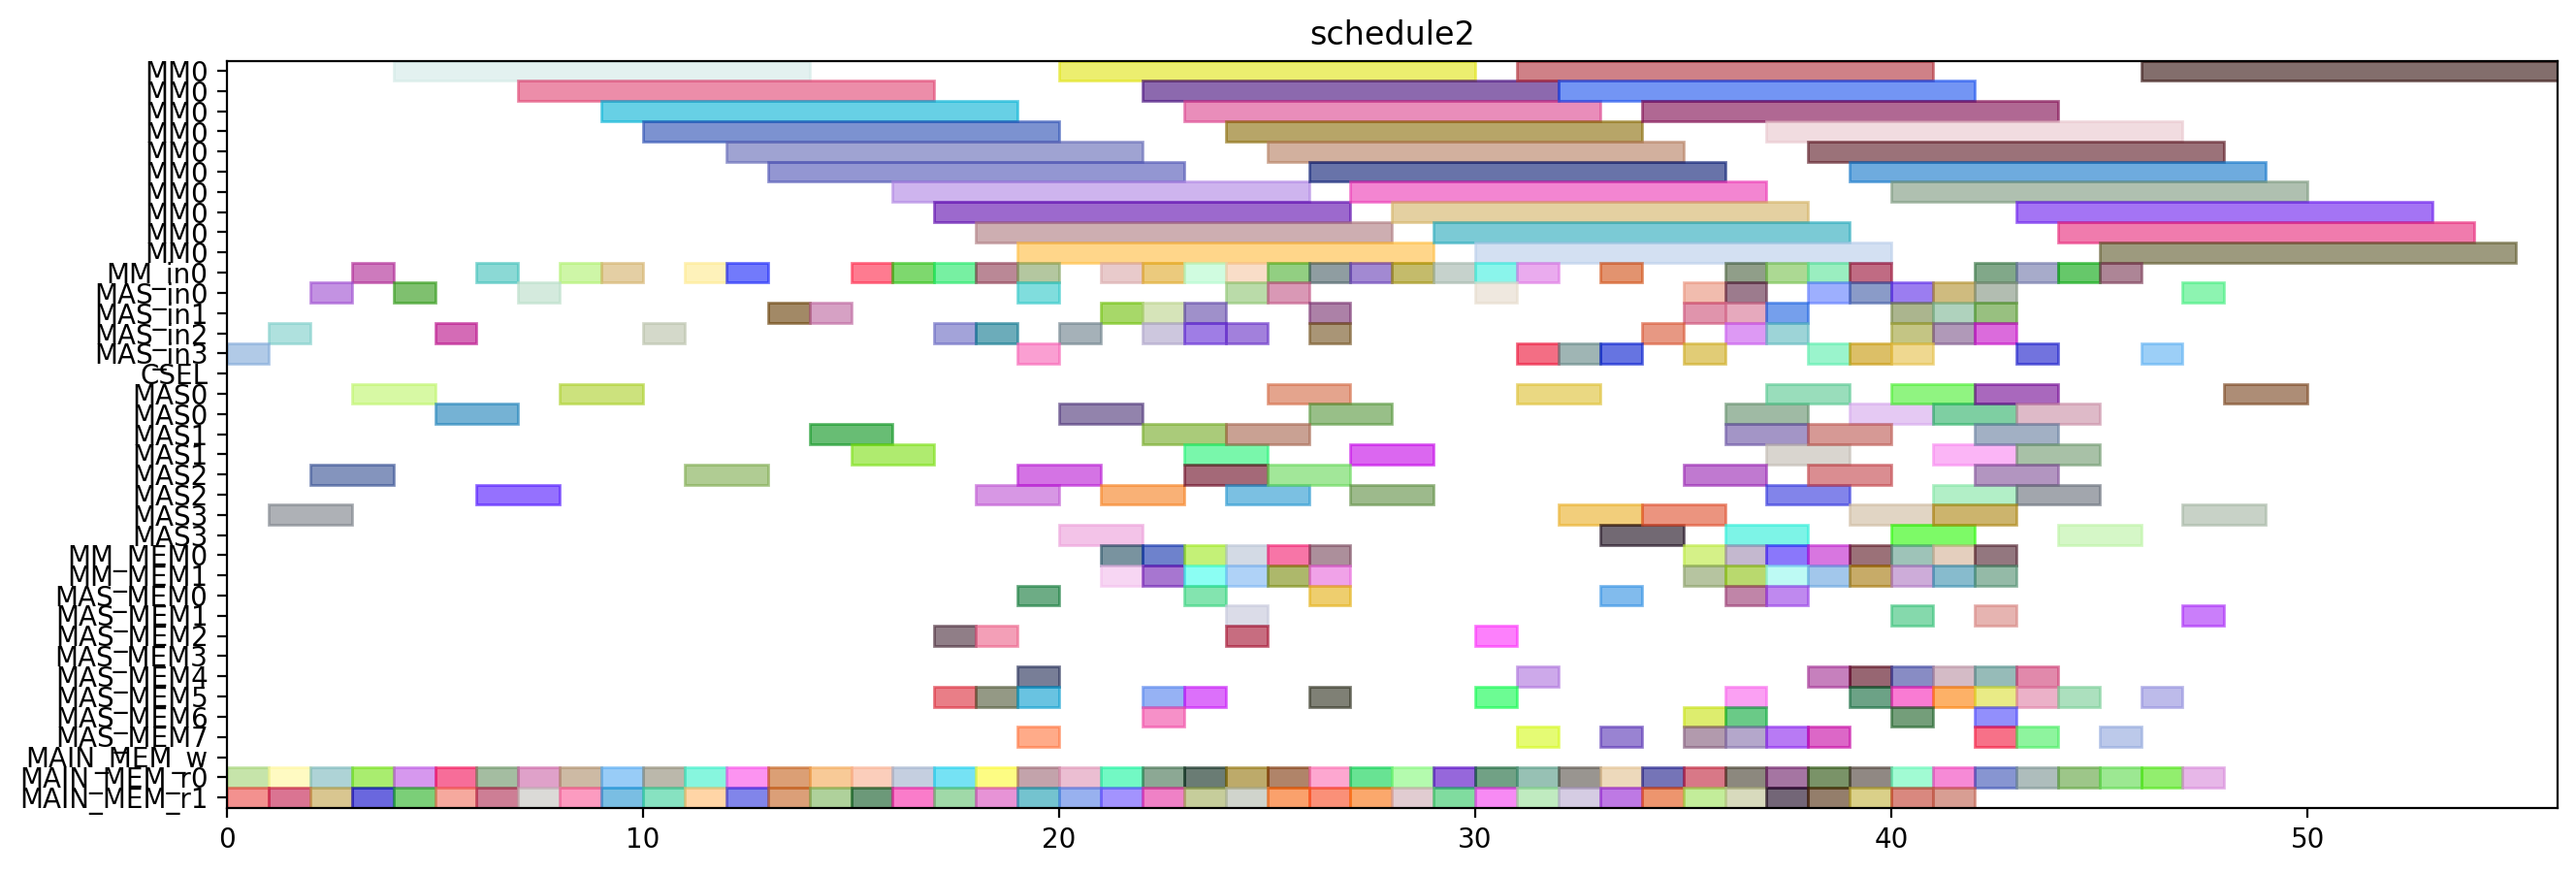 schedule2
MM0
MM0
MM0
MM0
MM0
MM0
MM0
MM0
MM0
MM0
MM_in0
MAS_in0
MAS_in1
MAS_in2
MAS_in3
CSEL
MAS0
MAS0
MAS1
MAS1
MAS2
MAS2
MAS3
MAS3
MM_MEM0
MM_MEM1
MAS_MEM0
MAS_MEM1
MAS_MEM2
MAS_MEM3
MAS_MEM4
MAS_MEM5
MAS_MEM6
MAS_MEM7
MAIN_MEM_w
MAIN_MEM_r0
MAIN_MEM_r1
0 10 20 30 40 50